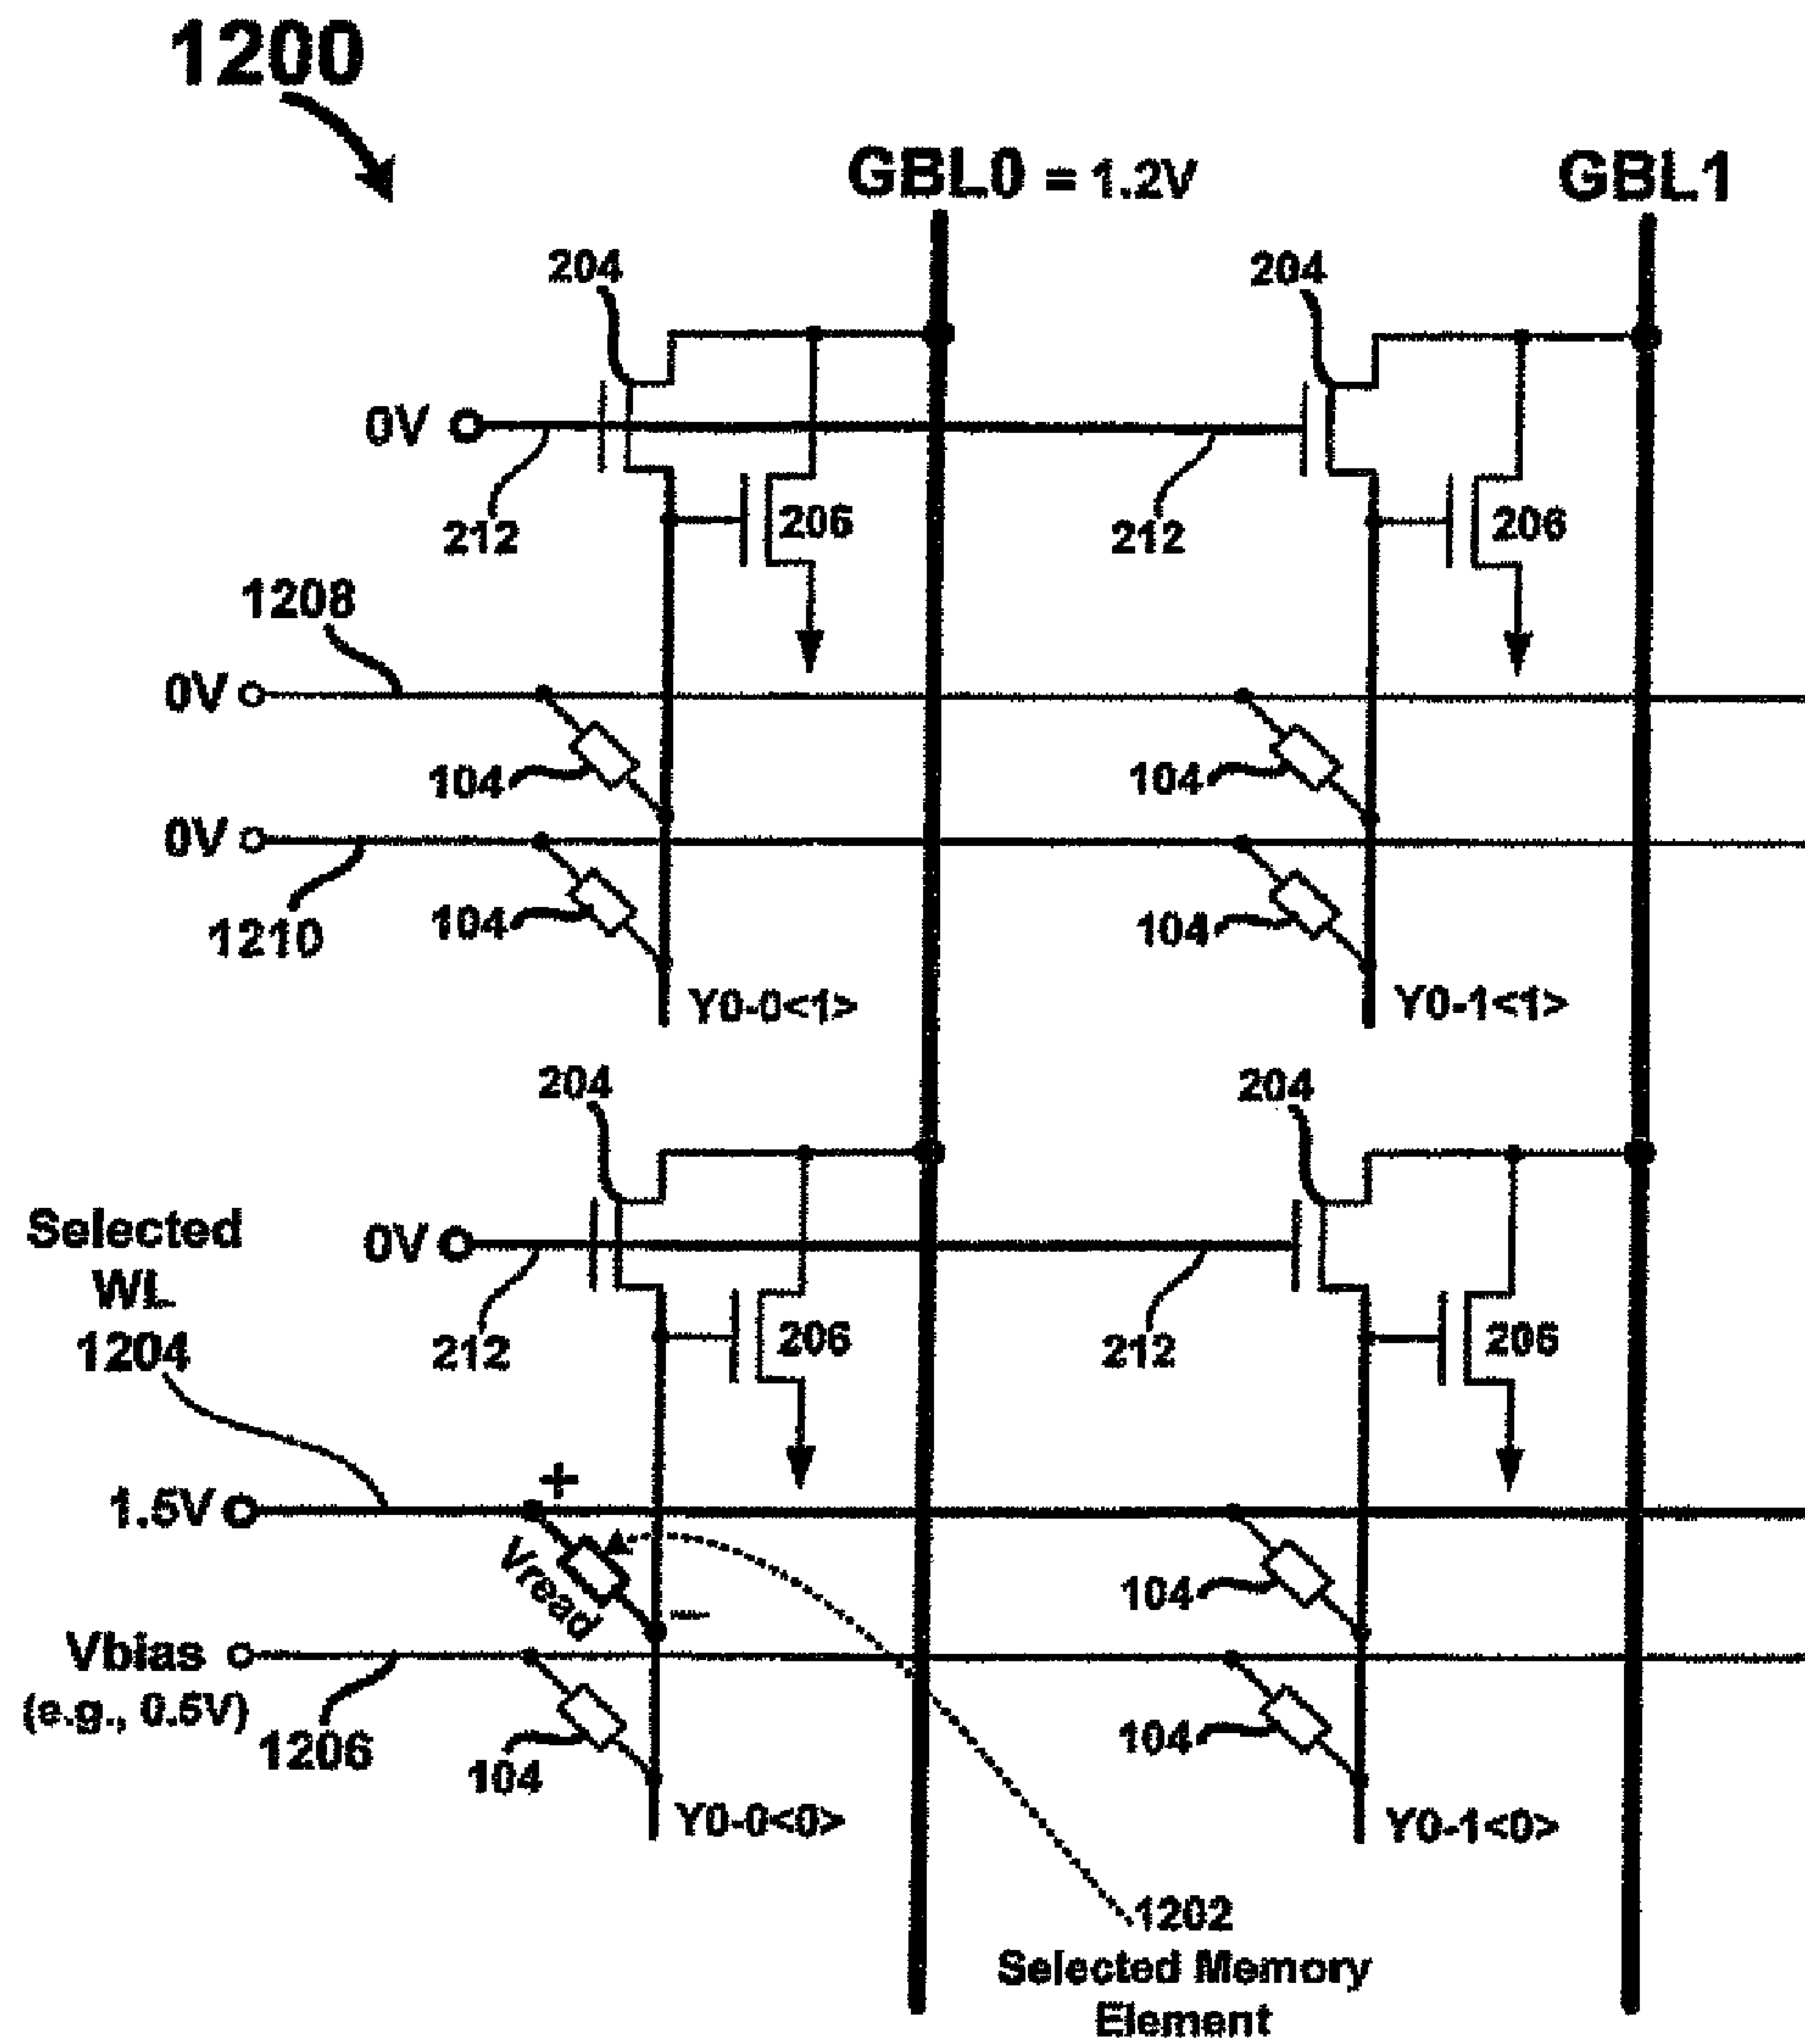 1200
GBL0 = 1.2V
GBL1
204
204
0V
212
206
212
206
1208
0V
104
104
0V
1210
104
104
Y0-0<1>
Y0-1<1>
204
204
Selected
WL
1204
0V
212
206
212
206
1.5V
+
Vread
–
104
Vbias
(e.g., 0.5V)
1206
104
104
Y0-0<0>
Y0-1<0>
1202
Selected Memory
Element